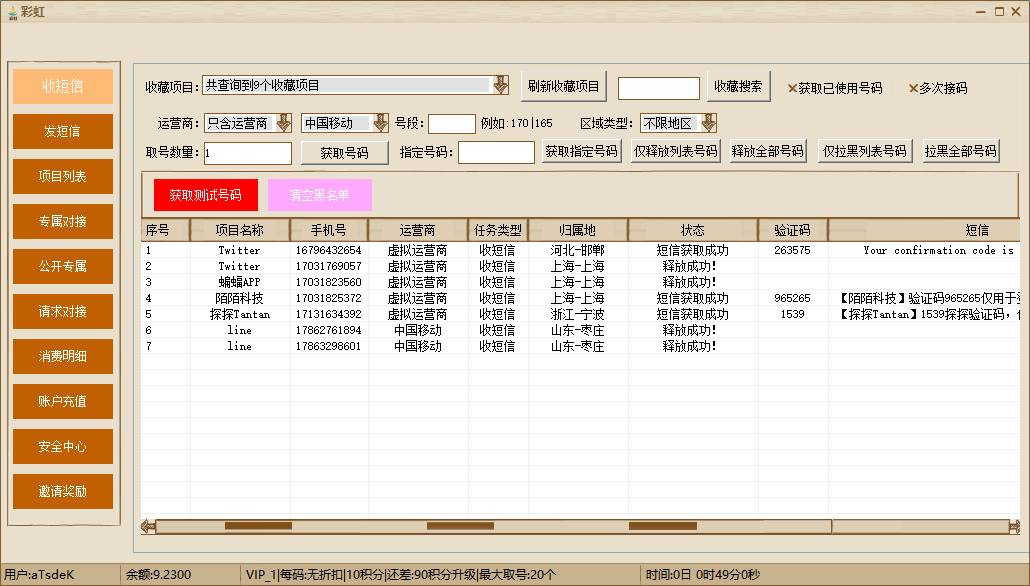 彩虹
收短信
发短信
项目列表
专属对接
公开专属
请求对接
消费明细
账户充值
安全中心
邀请奖励
收藏项目: 共查询到9个收藏项目 刷新收藏项目 收藏搜索 ×获取已使用号码 ×多次接码
运营商: 只含运营商 中国移动 号段: 例如:170|165 区域类型: 不限地区
取号数量: 1 获取号码 指定号码: 获取指定号码 仅释放列表号码 释放全部号码 仅拉黑列表号码 拉黑全部号码
获取测试号码 清空黑名单
序号 项目名称 手机号 运营商 任务类型 归属地 状态 验证码 短信
1 Twitter 16796432654 虚拟运营商 收短信 河北-邯郸 短信获取成功 263575 Your confirmation code is
2 Twitter 17031769057 虚拟运营商 收短信 上海-上海 释放成功!
3 蝙蝠APP 17031823560 虚拟运营商 收短信 上海-上海 释放成功!
4 陌陌科技 17031825372 虚拟运营商 收短信 上海-上海 短信获取成功 965265 【陌陌科技】验证码965265仅用于
5 探探Tantan 17131634392 虚拟运营商 收短信 浙江-宁波 短信获取成功 1539 【探探Tantan】1539探探验证码,
6 line 17862761894 中国移动 收短信 山东-枣庄 释放成功!
7 line 17863298601 中国移动 收短信 山东-枣庄 释放成功!
用户:aTsdeK 余额:9.2300 VIP_1|每码:无折扣|10积分|还差:90积分升级|最大取号:20个 时间:0日 0时49分0秒